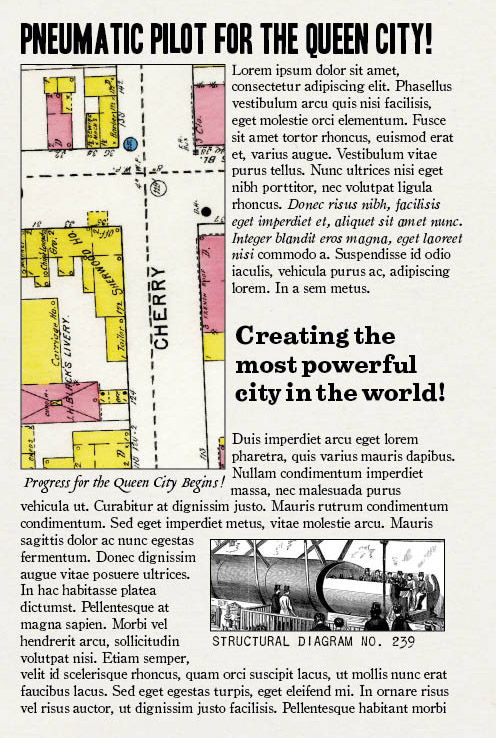 PNEUMATIC PILOT FOR THE QUEEN CITY!
Lorem ipsum dolor sit amet,
consectetur adipiscing elit. Phasellus
vestibulum arcu quis nisi facilisis,
eget molestie orci elementum. Fusce
sit amet tortor rhoncus, euismod erat
et, varius augue. Vestibulum vitae
purus tellus. Nunc ultrices nisi eget
nibh porttitor, nec volutpat ligula
rhoncus. Donec risus nibh, facilisis
eget imperdiet et, aliquet sit amet nunc.
Integer blandit eros magna, eget laoreet
nisi commodo a. Suspendisse id odio
iaculis, vehicula purus ac, adipiscing
lorem. In a sem metus.
CHERRY
SHERWOOD HO.
Carriage Ho.
LIVERY.
Tailor
Creating the
most powerful
city in the world!
Progress for the Queen City Begins!
Duis imperdiet arcu eget lorem
pharetra, quis varius mauris dapibus.
Nullam condimentum imperdiet
massa, nec malesuada purus
vehicula ut. Curabitur at dignissim justo. Mauris rutrum condimentum
condimentum. Sed eget imperdiet metus, vitae molestie arcu. Mauris
sagittis dolor ac nunc egestas
fermentum. Donec dignissim
augue vitae posuere ultrices.
In hac habitasse platea
dictumst. Pellentesque at
magna sapien. Morbi vel
hendrerit arcu, sollicitudin
volutpat nisi. Etiam semper,
STRUCTURAL DIAGRAM NO. 239
velit id scelerisque rhoncus, quam orci suscipit lacus, ut mollis nunc erat
faucibus lacus. Sed eget egestas turpis, eget eleifend mi. In ornare risus
vel risus auctor, ut dignissim justo facilisis. Pellentesque habitant morbi